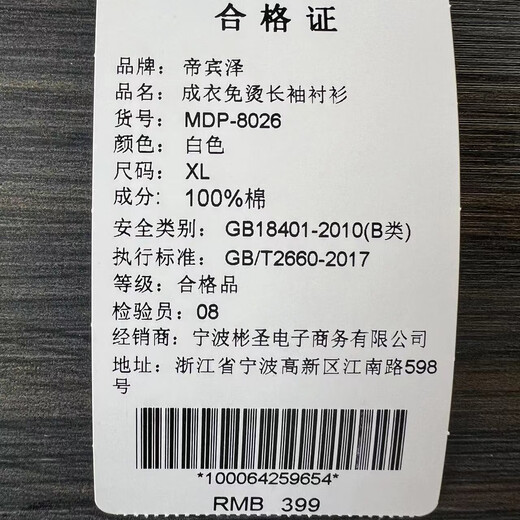 合格证
品牌：帝宾泽
品名：成衣免烫长袖衬衫
货号：MDP-8026
颜色：白色
尺码：XL
成分：100%棉
安全类别：GB18401-2010(B类)
执行标准：GB/T2660-2017
等级：合格品
检验员：08
经销商：宁波彬圣电子商务有限公司
地址：浙江省宁波高新区江南路598
号
*100064259654*
RMB 399